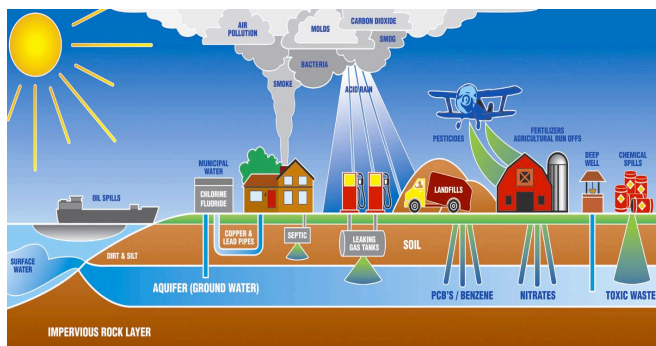 AIR
POLLUTION
MOLDS
CARBON DIOXIDE
SMOG
BACTERIA
SMOKE
ACID RAIN
PESTICIDES
FERTILIZERS
AGRICULTURAL RUN OFFS
DEEP
WELL
CHEMICAL
SPILLS
MUNICIPAL
WATER
OIL SPILLS
CHLORINE
FLUORIDE
LANDFILLS
COPPER &
LEAD PIPES
SEPTIC
LEAKING
GAS TANKS
SOIL
SURFACE
WATER
DIRT & SILT
AQUIFER (GROUND WATER)
PCB'S / BENZENE
NITRATES
TOXIC WASTE
IMPERVIOUS ROCK LAYER